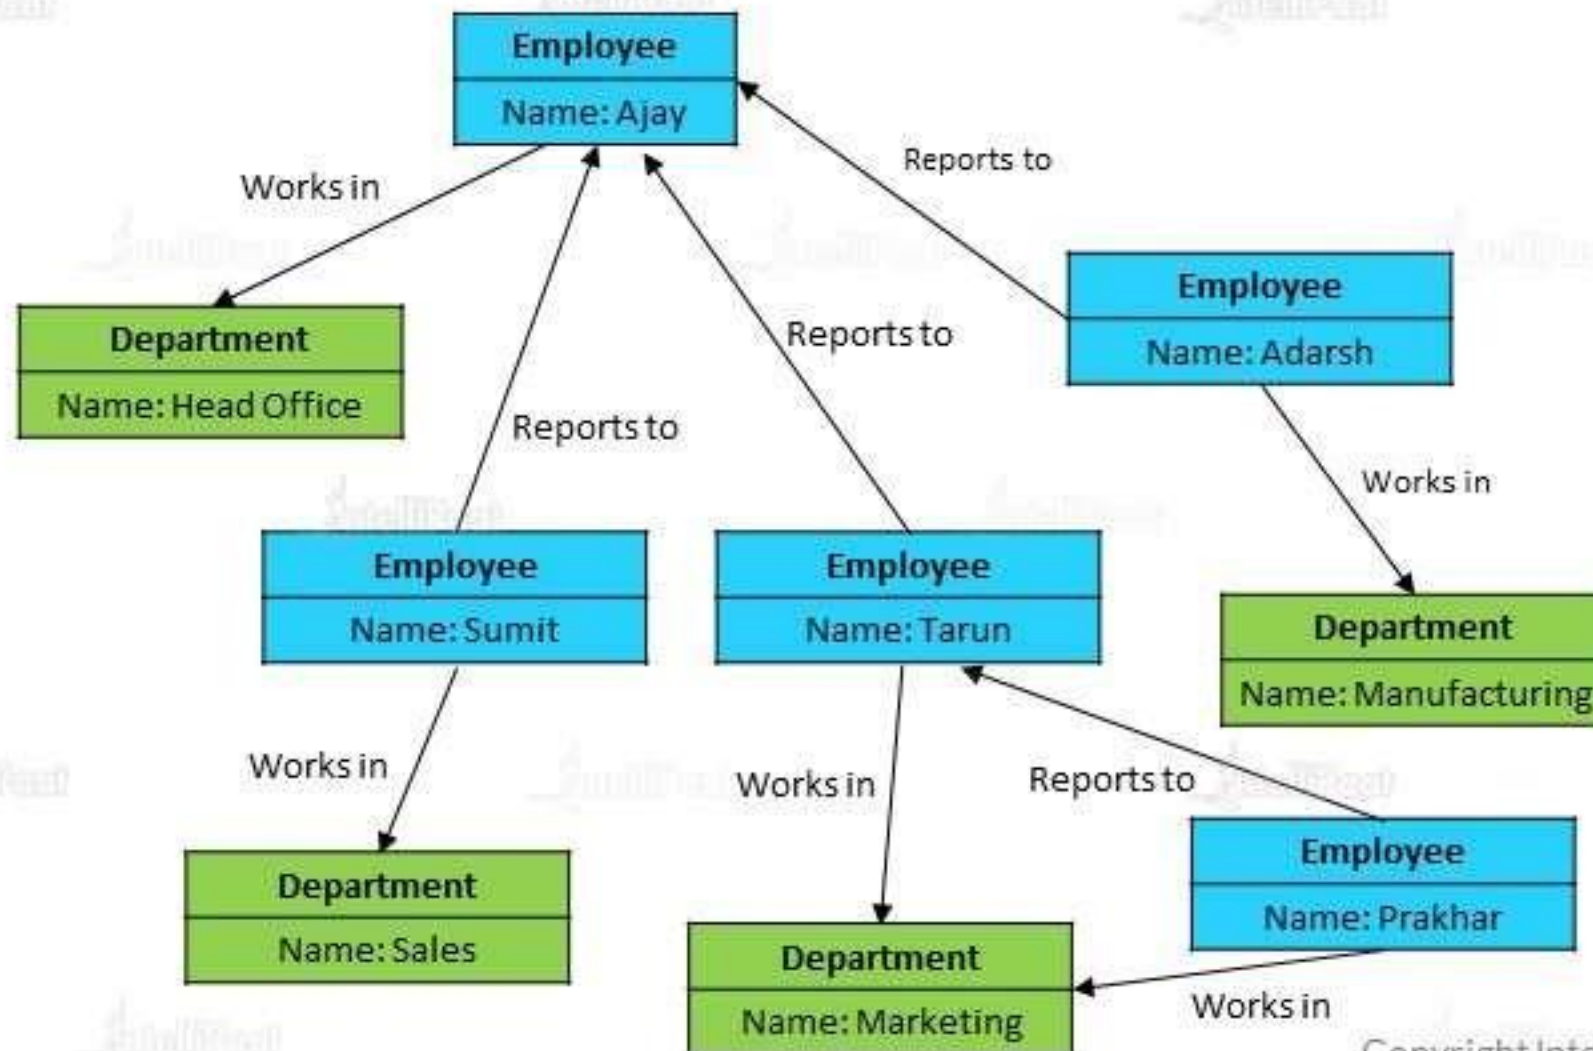 Employee
Name: Ajay
Reports to
Works in
Employee
Name: Adarsh
Department
Name: Head Office
Reports to
Reports to
Works in
Employee
Name: Sumit
Employee
Name: Tarun
Department
Name: Manufacturing
Works in
Works in
Reports to
Employee
Name: Prakhar
Department
Name: Sales
Department
Name: Marketing
Works in
Copyright